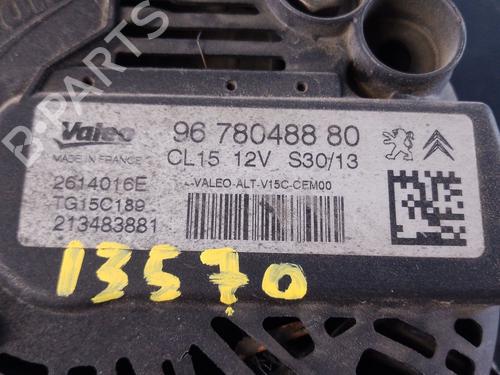 Valeo
96 780488 80
MADE IN FRANCE
CL15 12V S30/13
2614016E
-VALEO-ALT-V15C-CEM00
TG15C189
213483881
13570